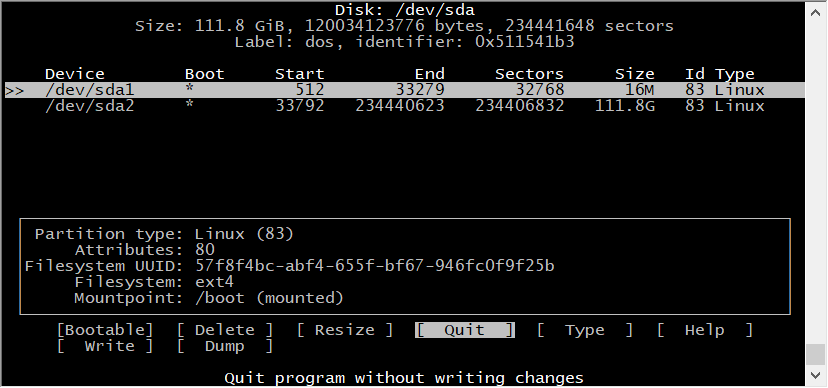 Disk: /dev/sda
Size: 111.8 GiB, 120034123776 bytes, 234441648 sectors
Label: dos, identifier: 0x511541b3
Device Boot Start End Sectors Size Id Type
>> /dev/sda1 * 512 33279 32768 16M 83 Linux
/dev/sda2 * 33792 234440623 234406832 111.8G 83 Linux
Partition type: Linux (83)
Attributes: 80
Filesystem UUID: 57f8f4bc-abf4-655f-bf67-946fc0f9f25b
Filesystem: ext4
Mountpoint: /boot (mounted)
[Bootable] [ Delete ] [ Resize ] [ Quit ] [ Type ] [ Help ]
[ Write ] [ Dump ]
Quit program without writing changes